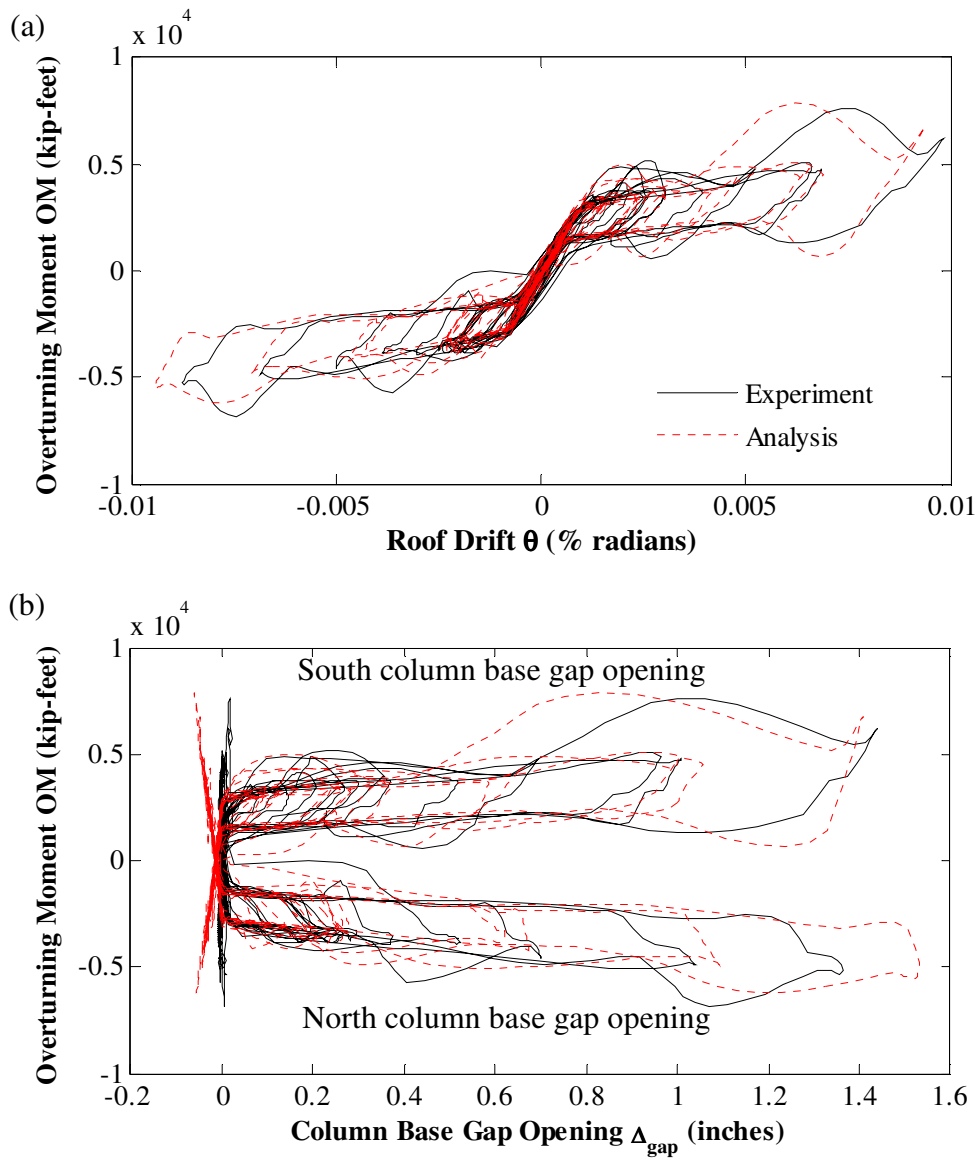 (a)
x 10^4
1
0.5
0
-0.5
-1
Overturning Moment OM (kip-feet)
-0.01
-0.005
0
0.005
0.01
Roof Drift θ (% radians)
Experiment
Analysis
(b)
x 10^4
1
0.5
0
-0.5
-1
Overturning Moment OM (kip-feet)
South column base gap opening
North column base gap opening
-0.2
0
0.2
0.4
0.6
0.8
1
1.2
1.4
1.6
Column Base Gap Opening Δgap (inches)